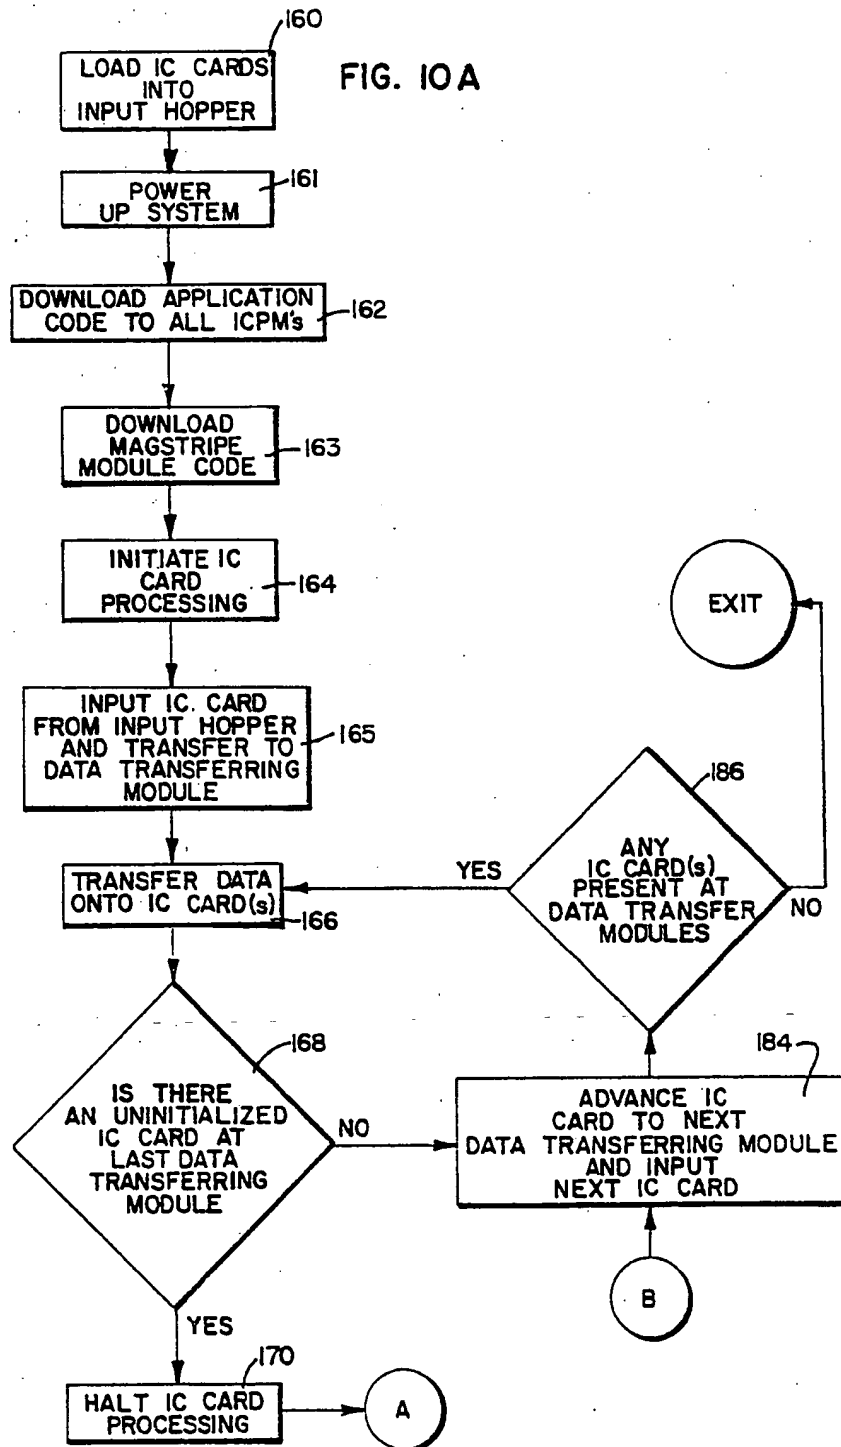 160
LOAD IC CARDS
INTO
INPUT HOPPER
FIG. 10A
161
POWER
UP SYSTEM
DOWNLOAD APPLICATION
CODE TO ALL ICPM's
162
DOWNLOAD
MAGSTRIPE
MODULE CODE
163
INITIATE IC
CARD
PROCESSING
164
EXIT
INPUT IC. CARD
FROM INPUT HOPPER
AND TRANSFER TO
DATA TRANSFERRING
MODULE
165
186
ANY
IC CARD(s)
PRESENT AT
DATA TRANSFER
MODULES
YES
NO
TRANSFER DATA
ONTO IC CARD(s)
166
168
IS THERE
AN UNINITIALIZED
IC CARD AT
LAST DATA
TRANSFERRING
MODULE
NO
184
ADVANCE IC
CARD TO NEXT
DATA TRANSFERRING MODULE
AND INPUT
NEXT IC CARD
B
YES
170
HALT IC CARD
PROCESSING
A